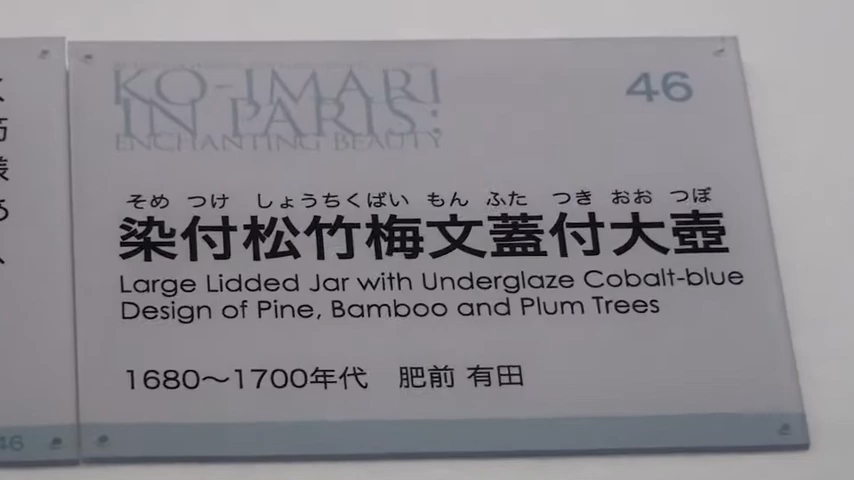 KO-IMARI
IN PARIS:
ENCHANTING BEAUTY
46
そめ つけ しょうちくばい もん ふた つき おお つぼ
染付松竹梅文蓋付大壺
Large Lidded Jar with Underglaze Cobalt-blue
Design of Pine, Bamboo and Plum Trees
1680～1700年代 肥前 有田
46